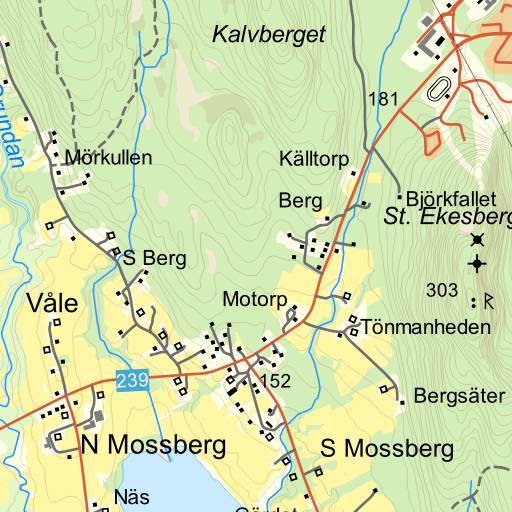 Kalvberget
181
Grundan
Mörkullen
Källtorp
Berg
Björkfallet
St. Ekesberg
S Berg
Våle
Motorp
303
R
Tönmanheden
239
152
Bergsäter
N Mossberg
S Mossberg
Näs